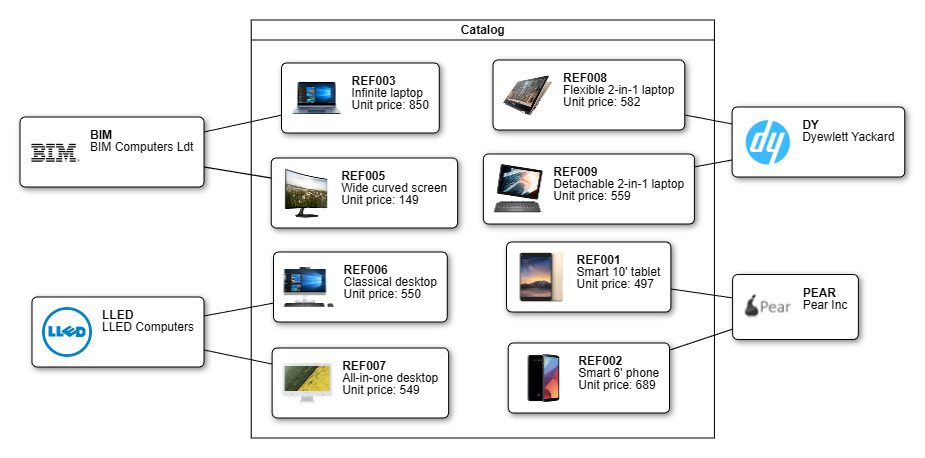 Catalog
REF003
Infinite laptop
Unit price: 850
REF008
Flexible 2-in-1 laptop
Unit price: 582
BIM
BIM
BIM Computers Ldt
dy
DY
Dyewlett Yackard
REF005
Wide curved screen
Unit price: 149
REF009
Detachable 2-in-1 laptop
Unit price: 559
REF006
Classical desktop
Unit price: 550
REF001
Smart 10' tablet
Unit price: 497
LLED
LLED
LLED Computers
Pear
PEAR
Pear Inc
REF007
All-in-one desktop
Unit price: 549
REF002
Smart 6' phone
Unit price: 689